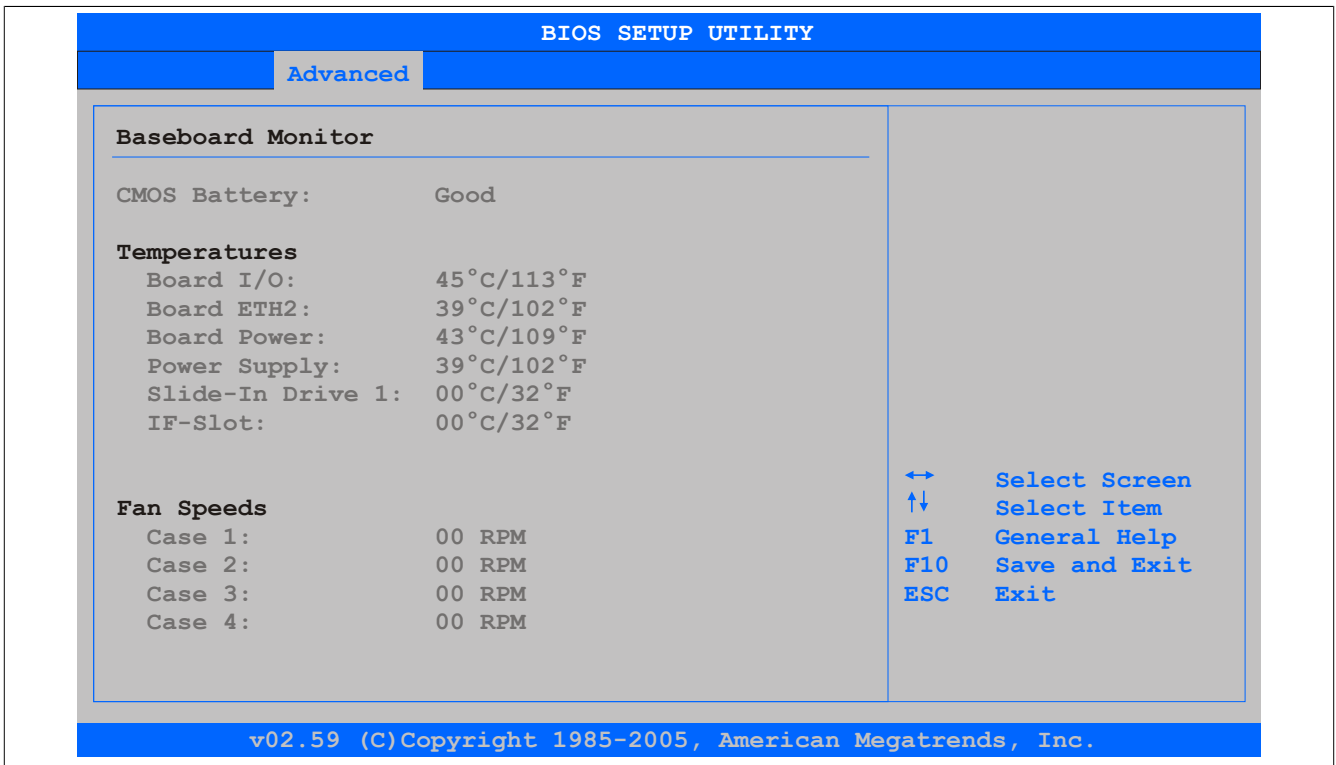 BIOS SETUP UTILITY
Advanced
Baseboard Monitor
CMOS Battery: Good
Temperatures
Board I/O: 45°C/113°F
Board ETH2: 39°C/102°F
Board Power: 43°C/109°F
Power Supply: 39°C/102°F
Slide-In Drive 1: 00°C/32°F
IF-Slot: 00°C/32°F
Fan Speeds
Case 1: 00 RPM
Case 2: 00 RPM
Case 3: 00 RPM
Case 4: 00 RPM
↔ Select Screen
↑↓ Select Item
F1 General Help
F10 Save and Exit
ESC Exit
v02.59 (C)Copyright 1985-2005, American Megatrends, Inc.